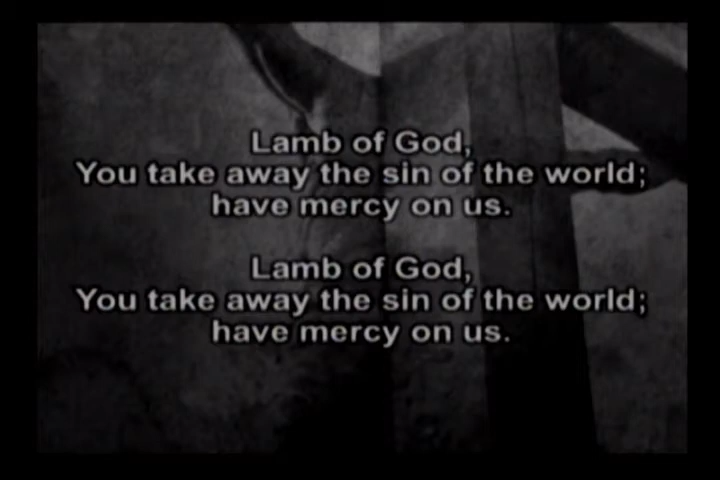 Lamb of God,
You take away the sin of the world;
have mercy on us.
Lamb of God,
You take away the sin of the world;
have mercy on us.